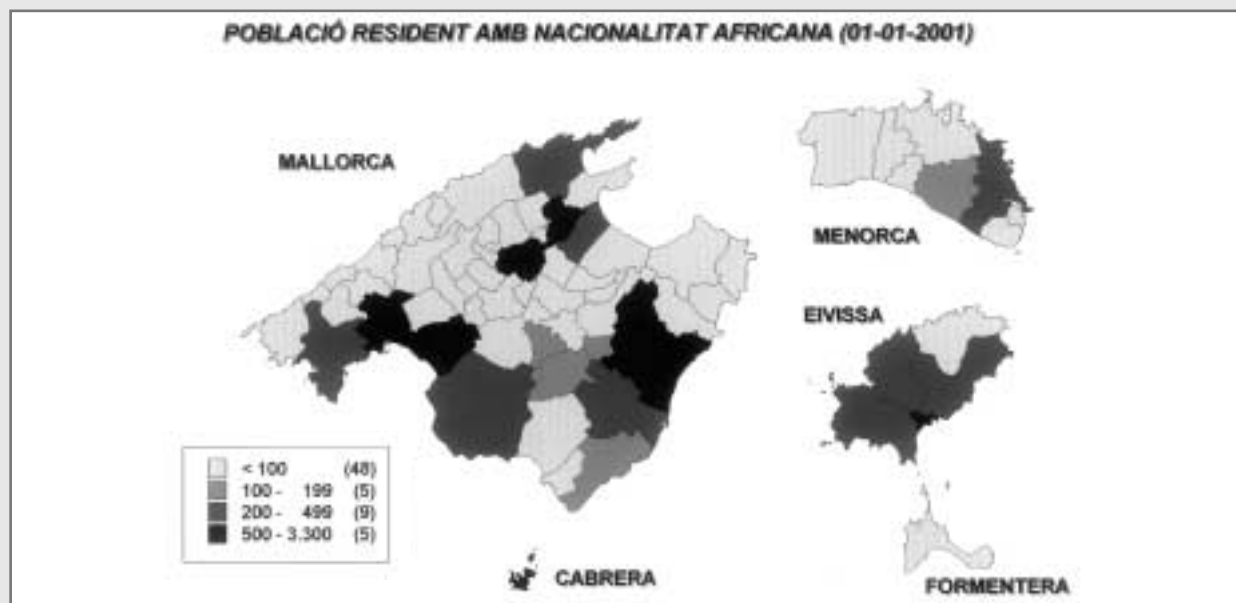 POBLACIÓ RESIDENT AMB NACIONALITAT AFRICANA (01-01-2001)
MALLORCA
MENORCA
EIVISSA
< 100 (48)
100 - 199 (5)
200 - 499 (9)
500 - 3.300 (5)
CABRERA
FORMENTERA